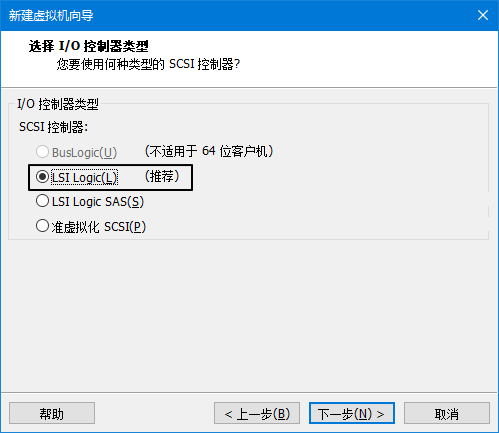 新建虚拟机向导
选择 I/O 控制器类型
您要使用何种类型的 SCSI 控制器?
I/O 控制器类型
SCSI 控制器:
BusLogic(U) (不适用于 64 位客户机)
LSI Logic(L) (推荐)
LSI Logic SAS(S)
准虚拟化 SCSI(P)
帮助 < 上一步(B) 下一步(N) > 取消